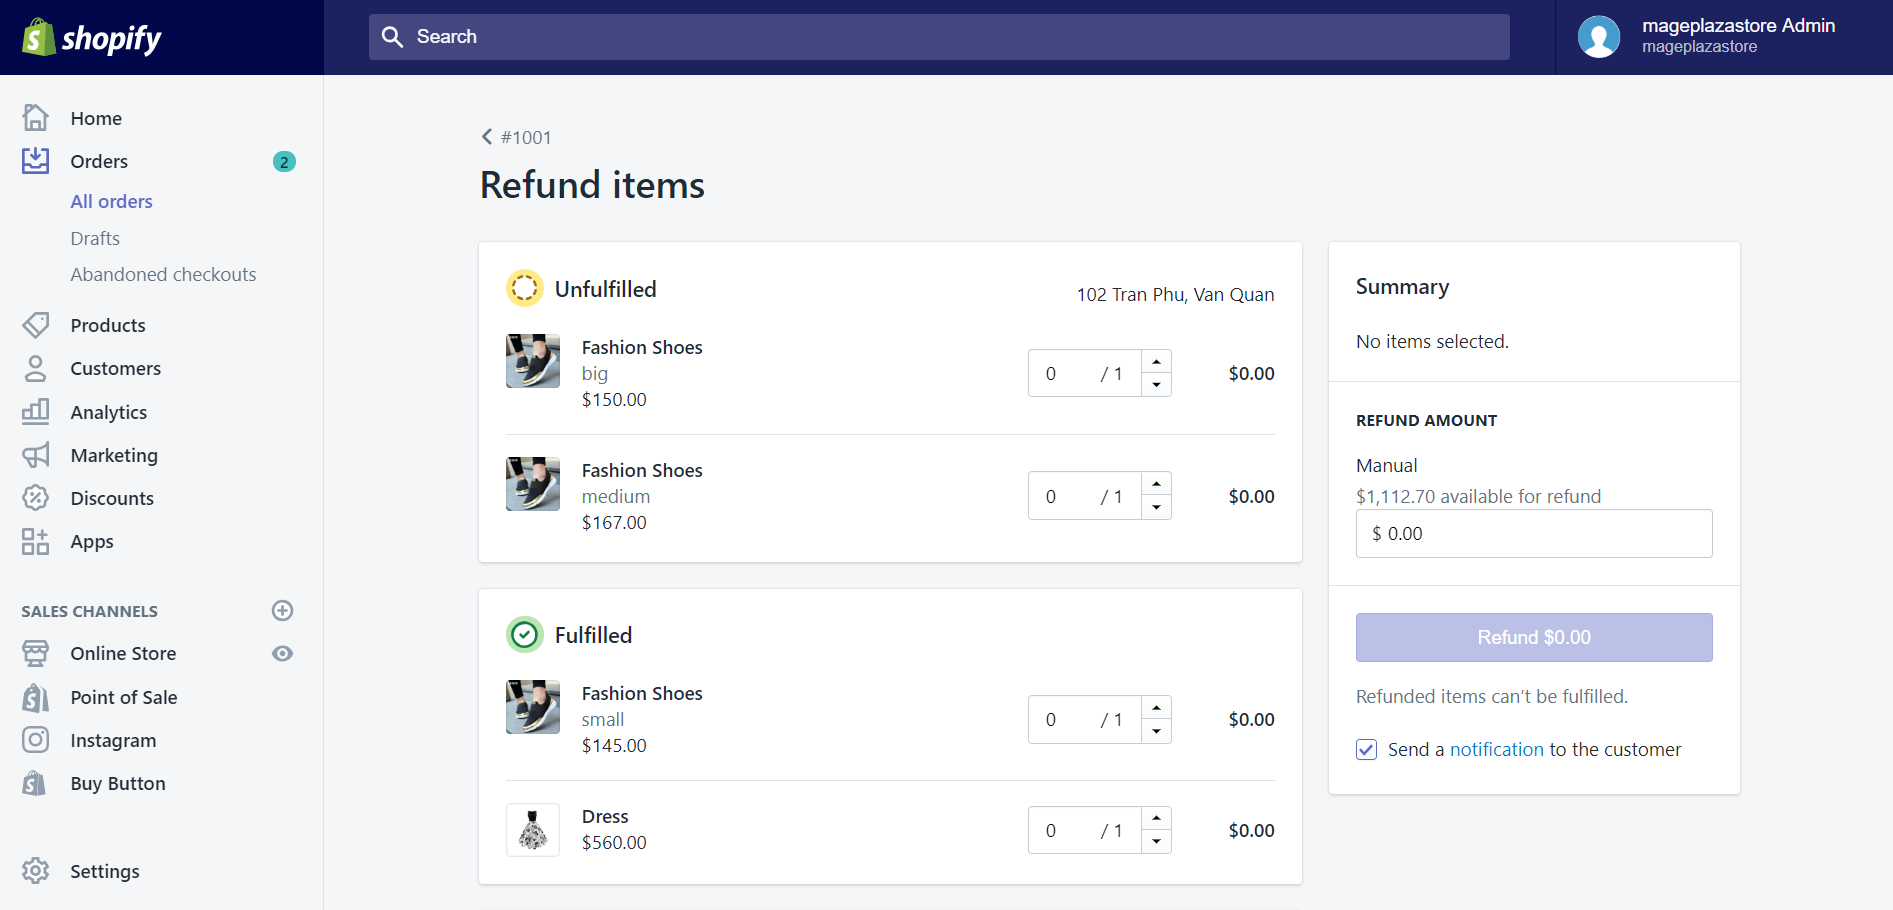 shopify
Search
mageplazastore Admin
mageplazastore
Home
Orders
2
All orders
Drafts
Abandoned checkouts
Products
Customers
Analytics
Marketing
Discounts
Apps
SALES CHANNELS
Online Store
Point of Sale
Instagram
Buy Button
Settings
#1001
Refund items
Unfulfilled
102 Tran Phu, Van Quan
Fashion Shoes
big
$150.00
0 / 1
$0.00
Fashion Shoes
medium
$167.00
0 / 1
$0.00
Fulfilled
Fashion Shoes
small
$145.00
0 / 1
$0.00
Dress
$560.00
0 / 1
$0.00
Summary
No items selected.
REFUND AMOUNT
Manual
$1,112.70 available for refund
$ 0.00
Refund $0.00
Refunded items can’t be fulfilled.
Send a notification to the customer